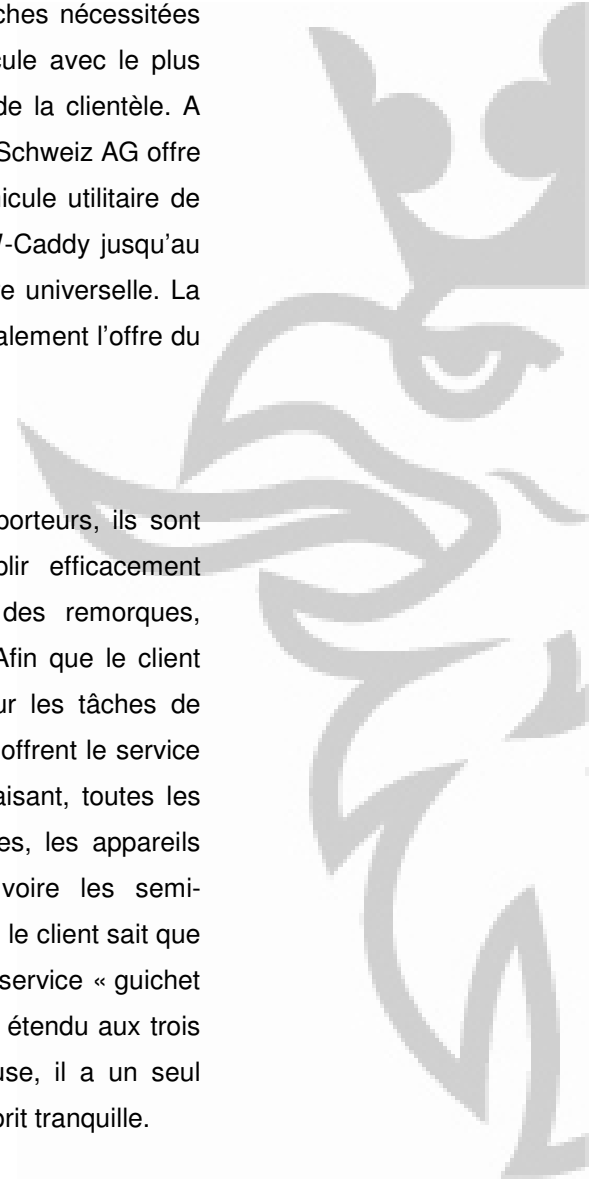 ches nécessitées
cule avec le plus
de la clientèle. A
Schweiz AG offre
icule utilitaire de
-Caddy jusqu'au
e universelle. La
alement l'offre du
porteurs, ils sont
plir efficacement
des remorques,
Afin que le client
ur les tâches de
offrent le service
aisant, toutes les
es, les appareils
voire les semi-
le client sait que
service « guichet
étendu aux trois
use, il a un seul
prit tranquille.